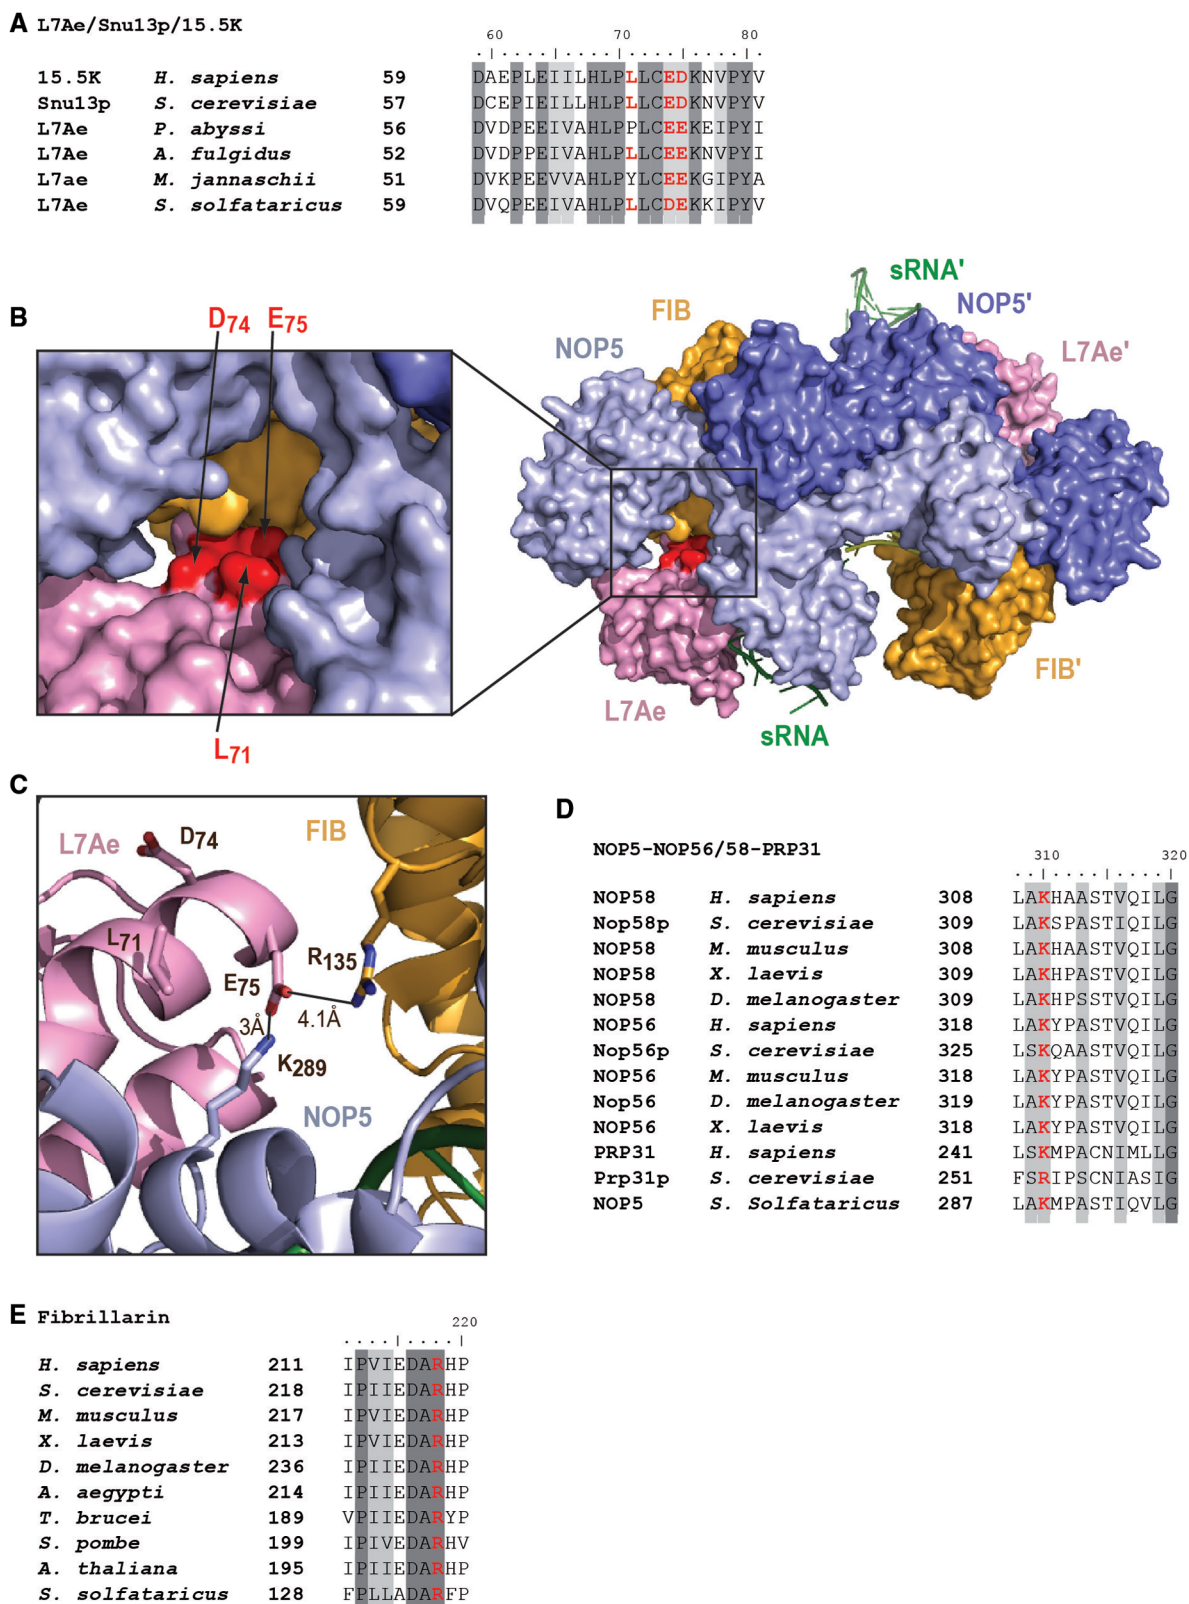 A L7Ae/Snu13p/15.5K
60 70 80
15.5K H. sapiens 59 DAEPLEIILHLPLLCEDKNVPYV
Snu13p S. cerevisiae 57 DCEPIEILLHLPLLCEDKNVPYV
L7Ae P. abyssi 56 DVDPEEIVAHLPPLCEEKEIPYI
L7Ae A. fulgidus 52 DVDPPEIVAHLPLLCEEKNVPYI
L7ae M. jannaschii 51 DVKPEEVVAHLPYLCEEKGIPYA
L7Ae S. solfataricus 59 DVQPEEIVAHLPLLCDEKKIPYV
B
D74 E75
L71
sRNA'
FIB NOP5'
NOP5 L7Ae'
L7Ae FIB'
sRNA
C
L7Ae D74 FIB
L71 R135
E75
3Å 4.1Å
K289
NOP5
D
NOP5-NOP56/58-PRP31
310 320
NOP58 H. sapiens 308 LAKHAASTVQILG
Nop58p S. cerevisiae 309 LAKSPASTIQILG
NOP58 M. musculus 308 LAKHAASTVQILG
NOP58 X. laevis 309 LAKHPASTVQILG
NOP58 D. melanogaster 309 LAKHPSSTVQILG
NOP56 H. sapiens 318 LAKYPASTVQILG
Nop56p S. cerevisiae 325 LSKQAASTVQILG
NOP56 M. musculus 318 LAKYPASTVQILG
Nop56 D. melanogaster 319 LAKYPASTVQILG
NOP56 X. laevis 318 LAKYPASTVQILG
PRP31 H. sapiens 241 LSKMPACNIMLLG
Prp31p S. cerevisiae 251 FSRIPSCNIASIG
NOP5 S. Solfataricus 287 LAKMPASTIQVLG
E Fibrillarin
220
H. sapiens 211 IPVIEDARHP
S. cerevisiae 218 IPIIEDARHP
M. musculus 217 IPVIEDARHP
X. laevis 213 IPVIEDARHP
D. melanogaster 236 IPIIEDARHP
A. aegypti 214 IPIIEDARHP
T. brucei 189 VPIIEDARYP
S. pombe 199 IPIVEDARHV
A. thaliana 195 IPIIEDARHP
S. solfataricus 128 FPLLADARFP